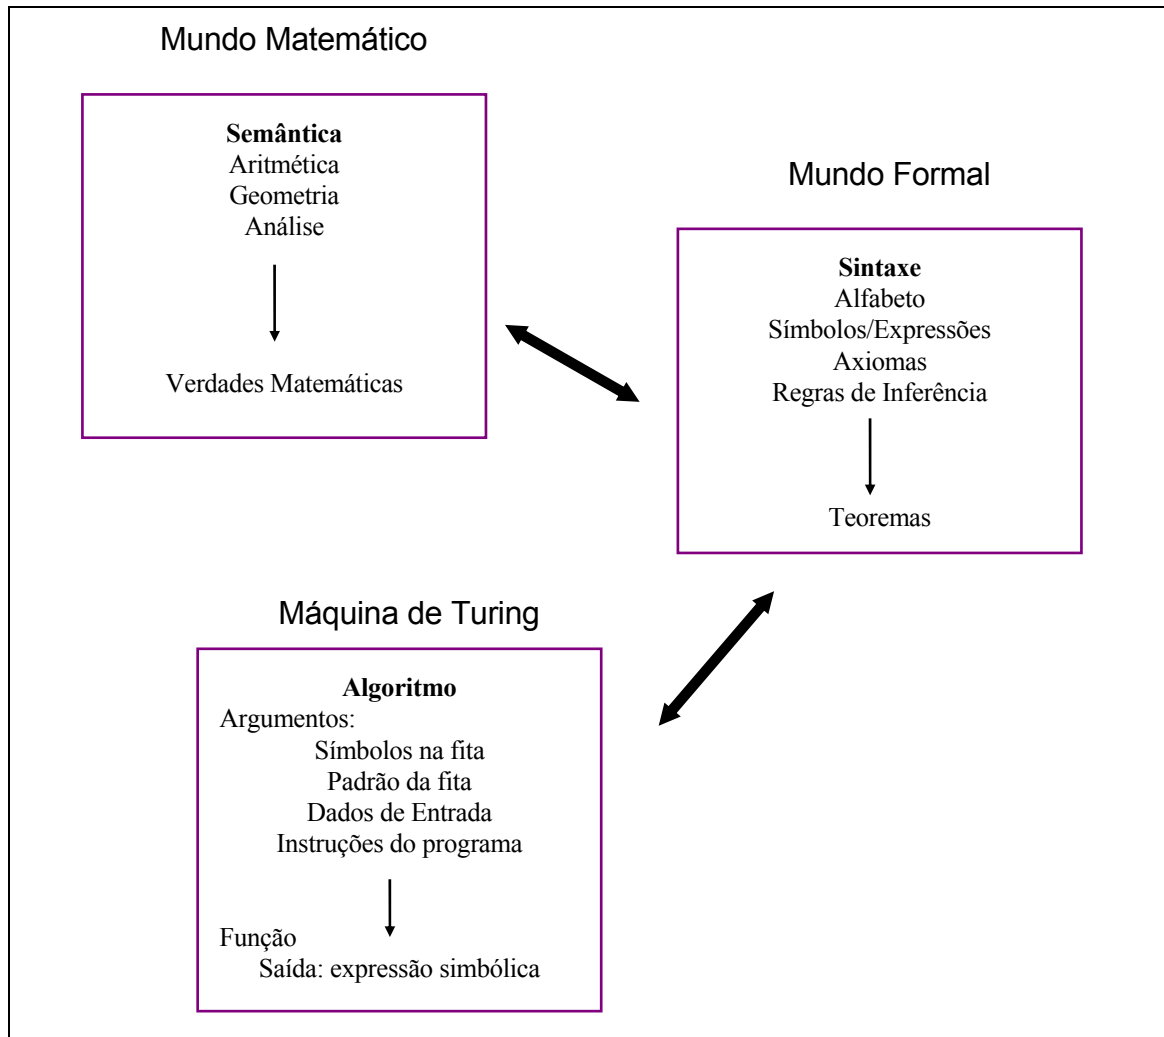 Mundo Matemático
Semântica
Aritmética
Geometria
Análise
Verdades Matemáticas
Mundo Formal
Sintaxe
Alfabeto
Símbolos/Expressões
Axiomas
Regras de Inferência
Teoremas
Máquina de Turing
Algoritmo
Argumentos:
Símbolos na fita
Padrão da fita
Dados de Entrada
Instruções do programa
Função
Saída: expressão simbólica